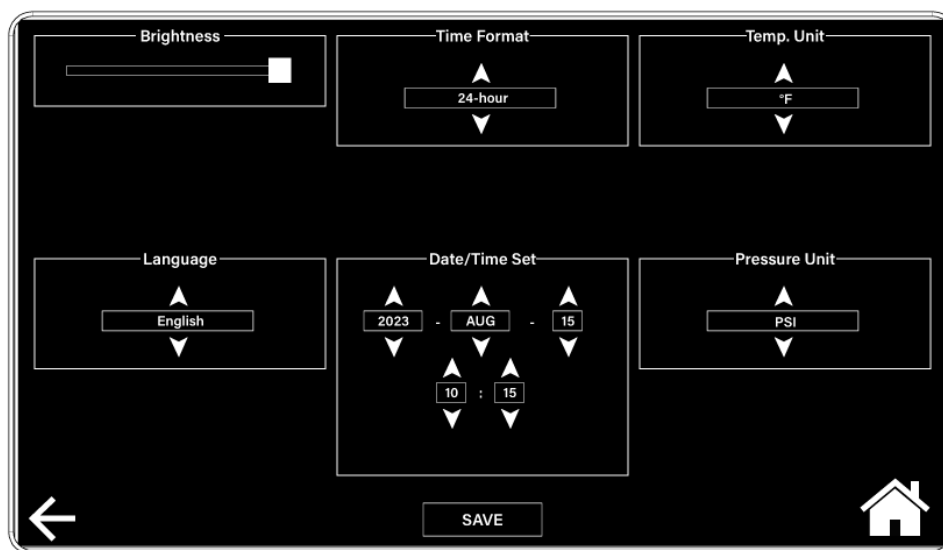 Brightness
Time Format
Temp. Unit
24-hour
°F
Language
Date/Time Set
Pressure Unit
English
2023 - AUG - 15
PSI
10 : 15
SAVE